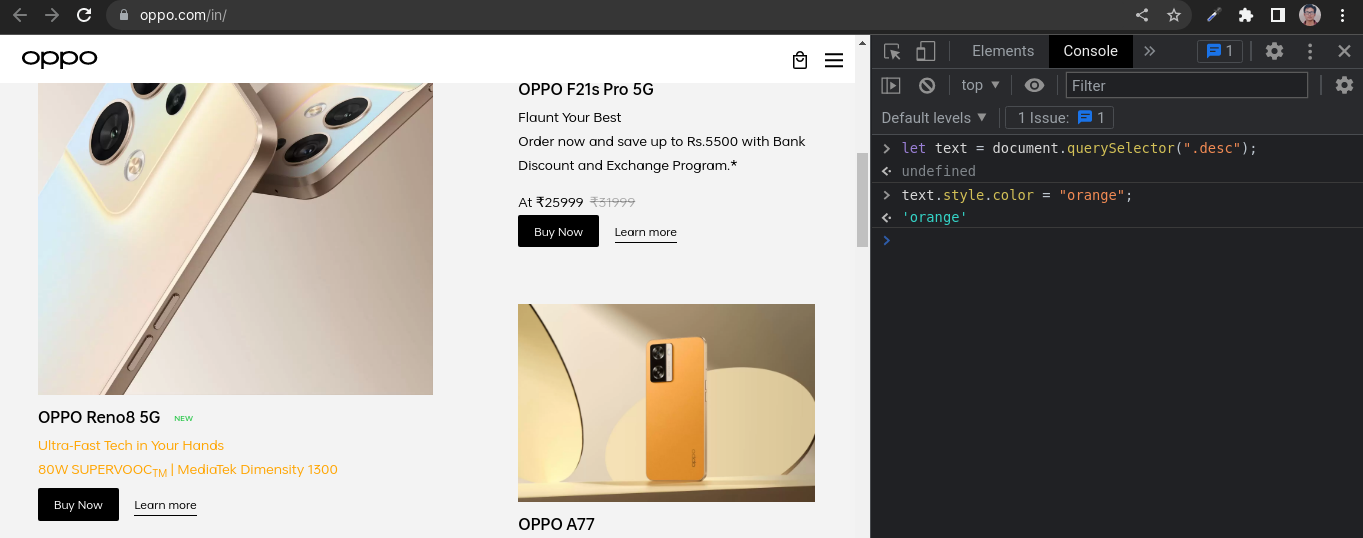 oppo.com/in/
oppo
OPPO F21s Pro 5G
Flaunt Your Best
Order now and save up to Rs.5500 with Bank
Discount and Exchange Program.*
At ₹25999 ₹31999
Buy Now Learn more
OPPO Reno8 5G NEW
Ultra-Fast Tech in Your Hands
80W SUPERVOOCTM | MediaTek Dimensity 1300
Buy Now Learn more
oppo
OPPO A77
Elements Console 1
top Filter
Default levels 1 Issue: 1
let text = document.querySelector(".desc");
undefined
text.style.color = "orange";
'orange'